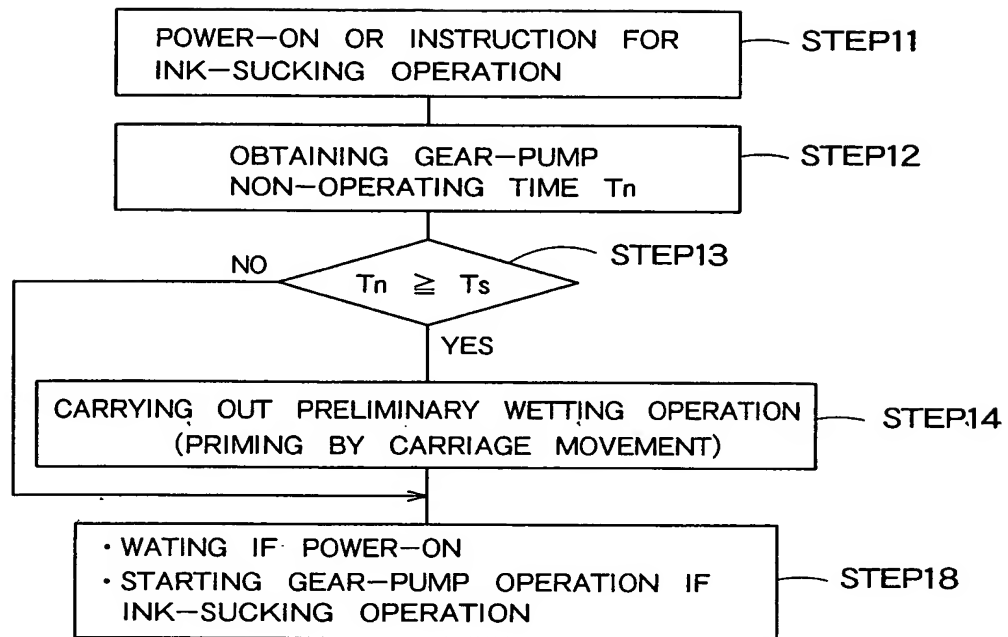 POWER-ON OR INSTRUCTION FOR
INK-SUCKING OPERATION
STEP11
OBTAINING GEAR-PUMP
NON-OPERATING TIME Tn
STEP12
STEP13
NO
Tn ≧ Ts
YES
CARRYING OUT PRELIMINARY WETTING OPERATION
(PRIMING BY CARRIAGE MOVEMENT)
STEP14
・WATING IF POWER-ON
・STARTING GEAR-PUMP OPERATION IF
INK-SUCKING OPERATION
STEP18